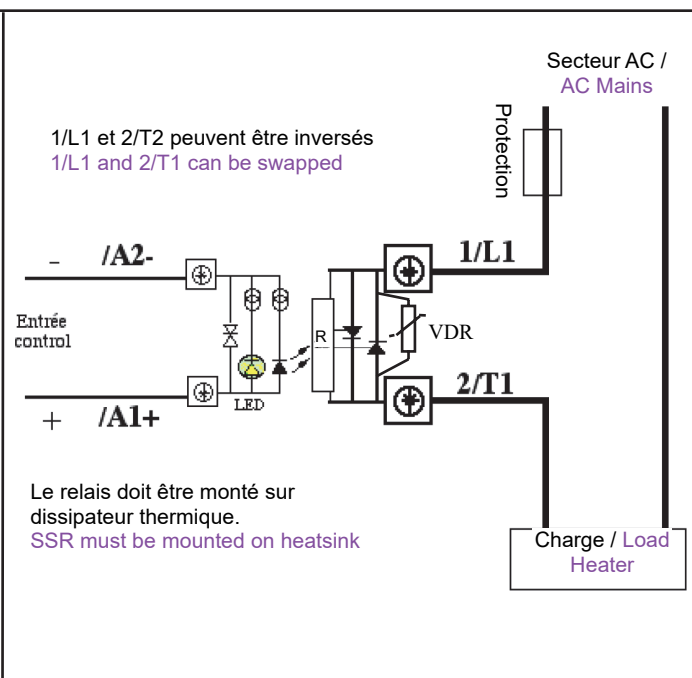 Secteur AC /
AC Mains
Protection
1/L1 et 2/T2 peuvent être inversés
1/L1 and 2/T1 can be swapped
- /A2-
1/L1
Entrée
control
R
VDR
LED
+ /A1+
2/T1
Le relais doit être monté sur
dissipateur thermique.
SSR must be mounted on heatsink
Charge / Load
Heater